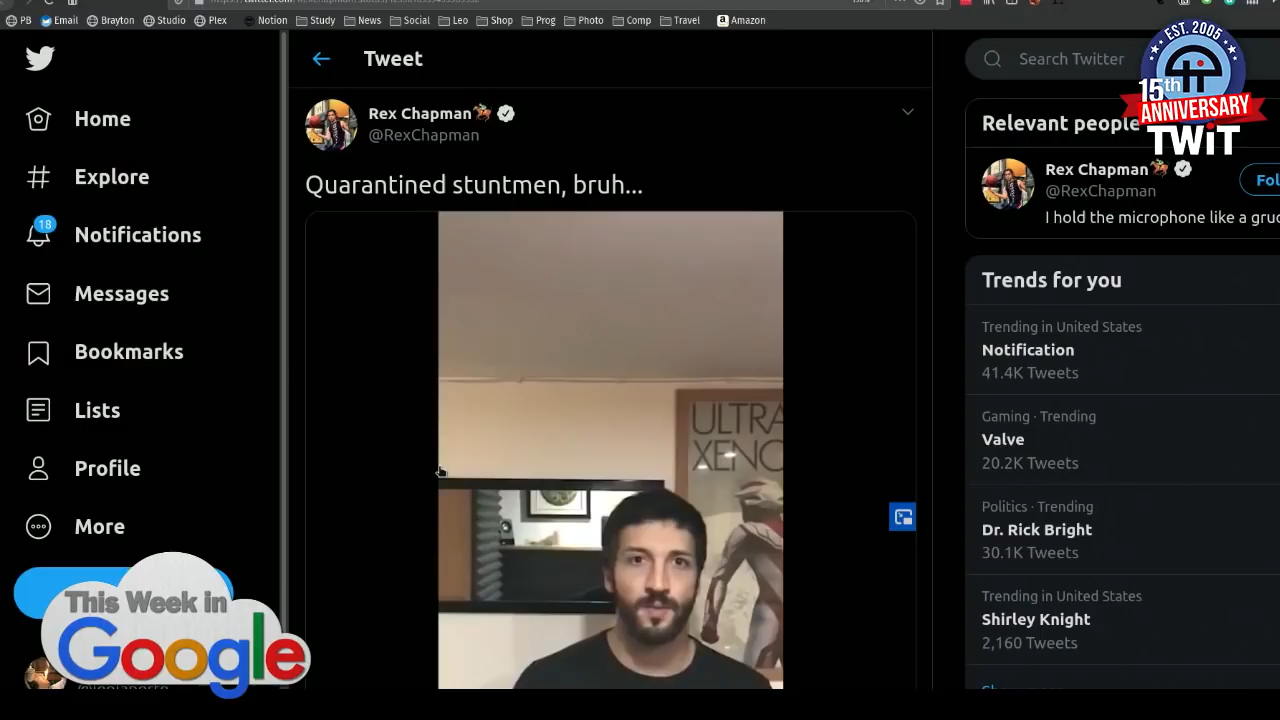 PB Email Brayton Studio Plex Notion Study News Social Leo Shop Prog Photo Comp Travel Amazon
Home
Explore
18
Notifications
Messages
Bookmarks
Lists
Profile
More
This Week in
Google
Tweet
Rex Chapman
@RexChapman
Quarantined stuntmen, bruh...
ULTRA
XENO
Search Twitter
EST. 2005
15th
ANNIVERSARY
TWiT
Relevant people
Rex Chapman
@RexChapman
Fol
I hold the microphone like a gru
Trends for you
Trending in United States
Notification
41.4K Tweets
Gaming · Trending
Valve
20.2K Tweets
Politics · Trending
Dr. Rick Bright
30.1K Tweets
Trending in United States
Shirley Knight
2,160 Tweets